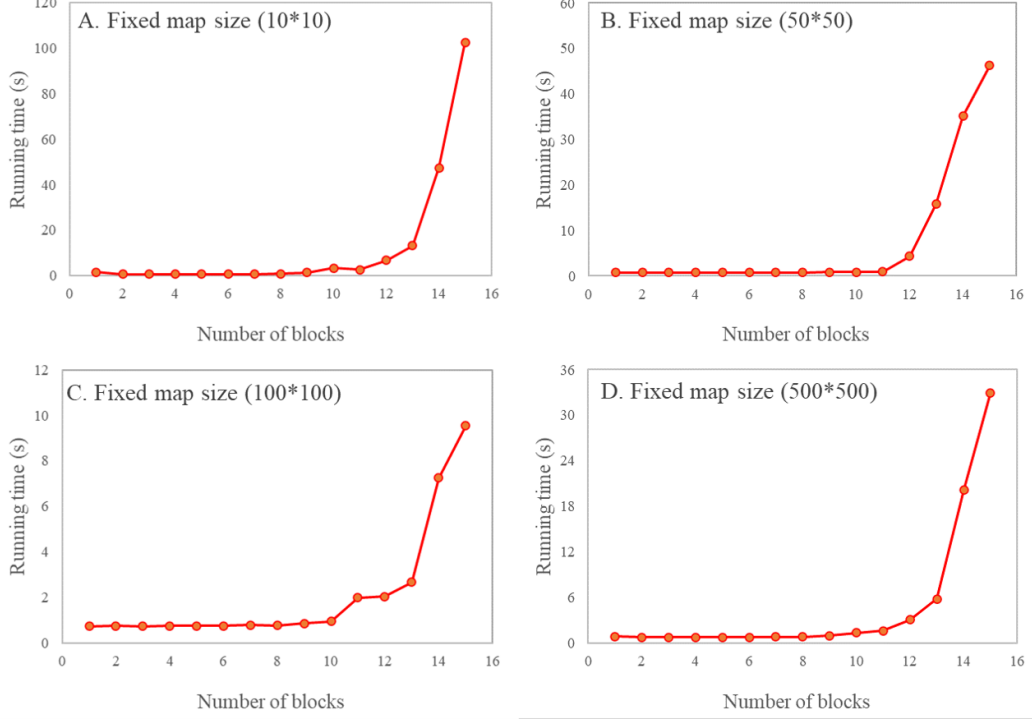 A. Fixed map size (10*10)
120
100
80
60
40
20
0
0 2 4 6 8 10 12 14 16
Running time (s)
Number of blocks
B. Fixed map size (50*50)
60
50
40
30
20
10
0
0 2 4 6 8 10 12 14 16
Running time (s)
Number of blocks
C. Fixed map size (100*100)
12
10
8
6
4
2
0
0 2 4 6 8 10 12 14 16
Running time (s)
Number of blocks
D. Fixed map size (500*500)
36
30
24
18
12
6
0
0 2 4 6 8 10 12 14 16
Running time (s)
Number of blocks